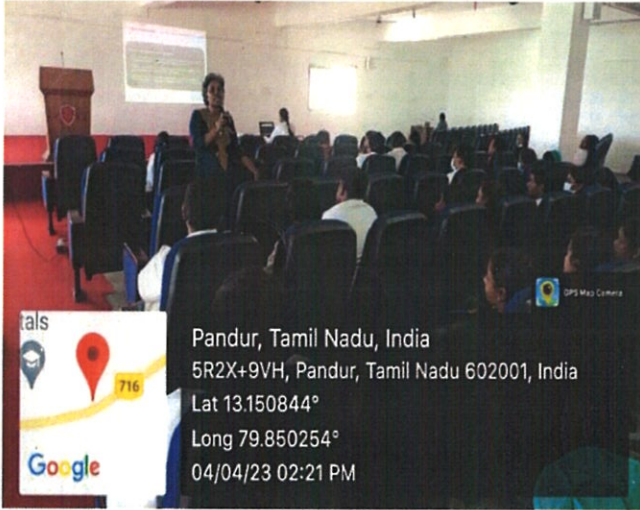 GPS Map Camera
tals
716
Google
Pandur, Tamil Nadu, India
5R2X+9VH, Pandur, Tamil Nadu 602001, India
Lat 13.150844°
Long 79.850254°
04/04/23 02:21 PM